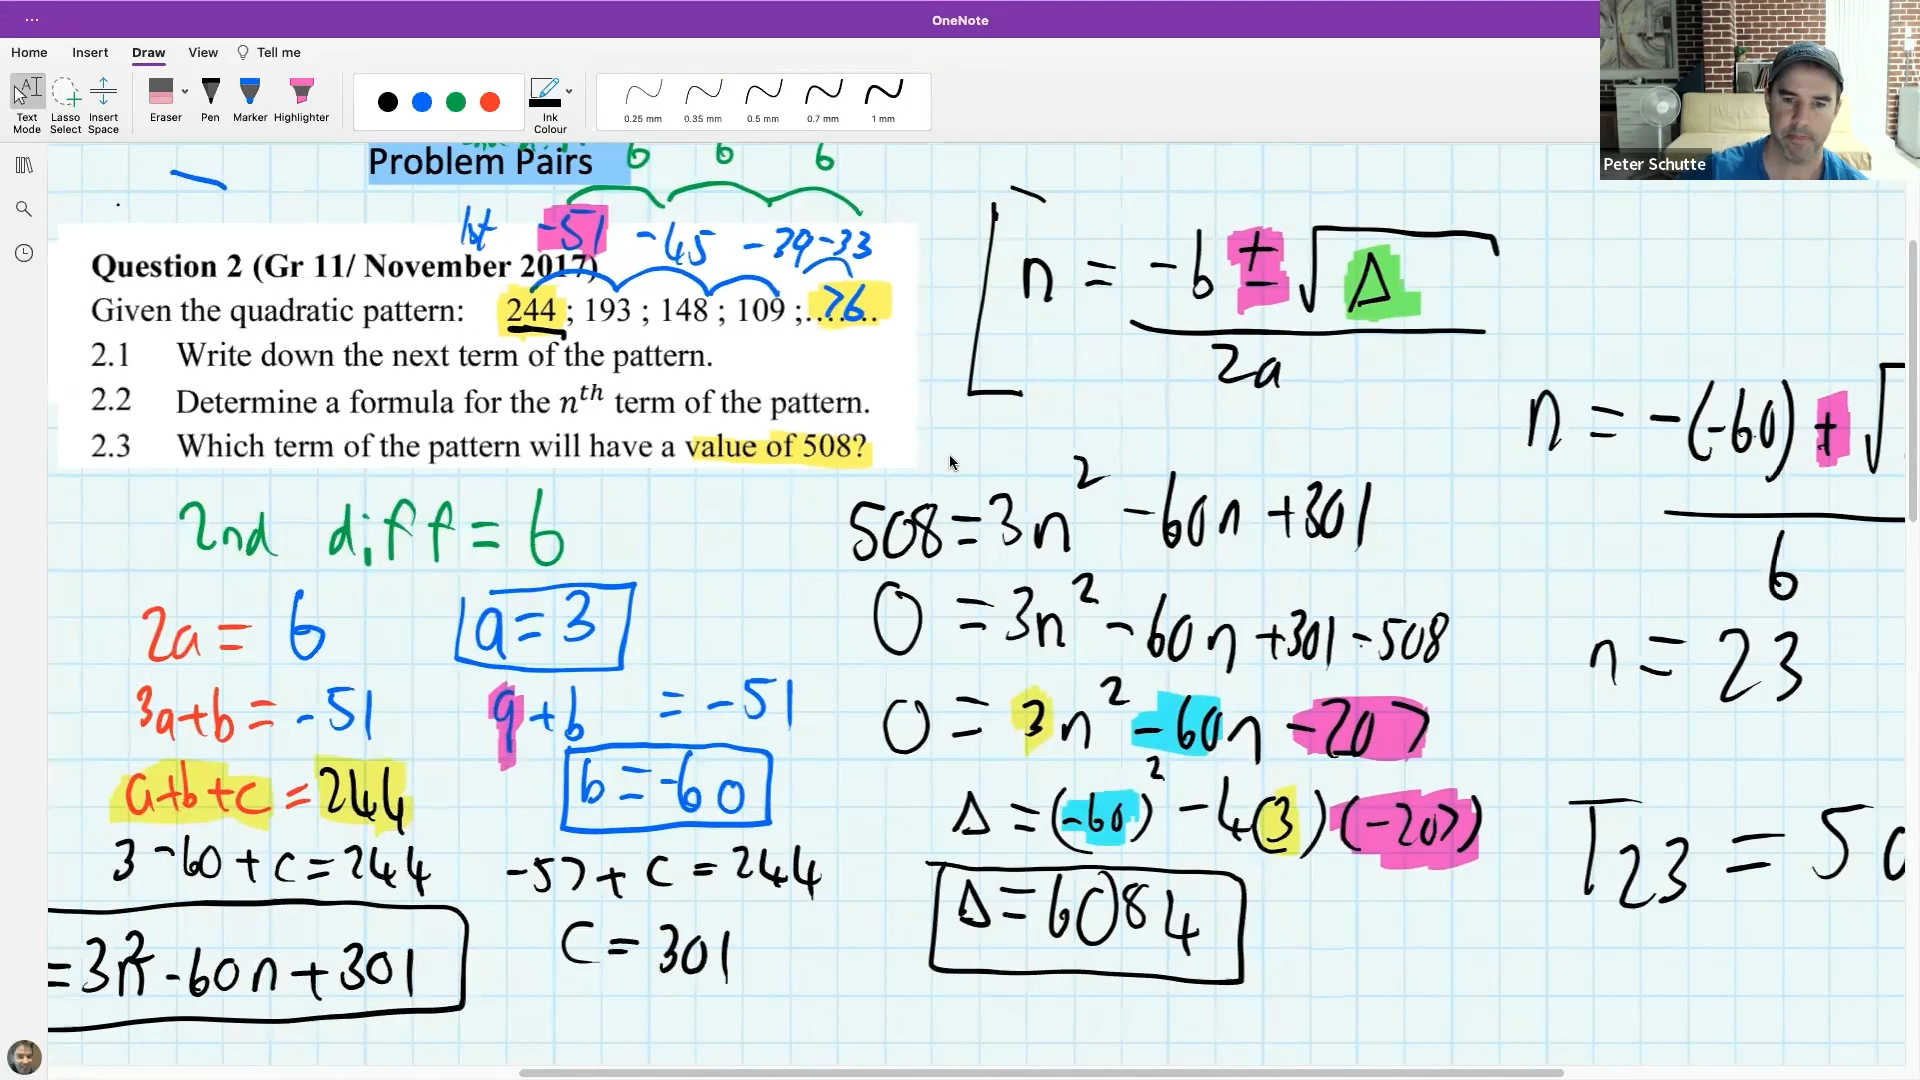 OneNote
Home Insert Draw View Tell me
Text Mode Lasso Select Insert Space Eraser Pen Marker Highlighter Ink Colour 0.25 mm 0.35 mm 0.5 mm 0.7 mm 1 mm
Peter Schutte
Problem Pairs
6 6 6
1st -51 -45 -39 -33
Question 2 (Gr 11/ November 2017)
Given the quadratic pattern: 244 ; 193 ; 148 ; 109 ;........ 76
2.1 Write down the next term of the pattern.
2.2 Determine a formula for the nᵗʰ term of the pattern.
2.3 Which term of the pattern will have a value of 508?
2nd diff = 6
2a = 6
a = 3
3a+b = -51
9+b = -51
b = -60
a+b+c = 244
3 -60 + c = 244
-57 + c = 244
c = 301
= 3n² - 60n + 301
n = -b ± √Δ
2a
508 = 3n² - 60n + 301
0 = 3n² - 60n + 301 - 508
0 = 3n² - 60n - 207
Δ = (-60)² - 4(3)(-207)
Δ = 6084
n = -(-60) + √
6
n = 23
T₂₃ = 50